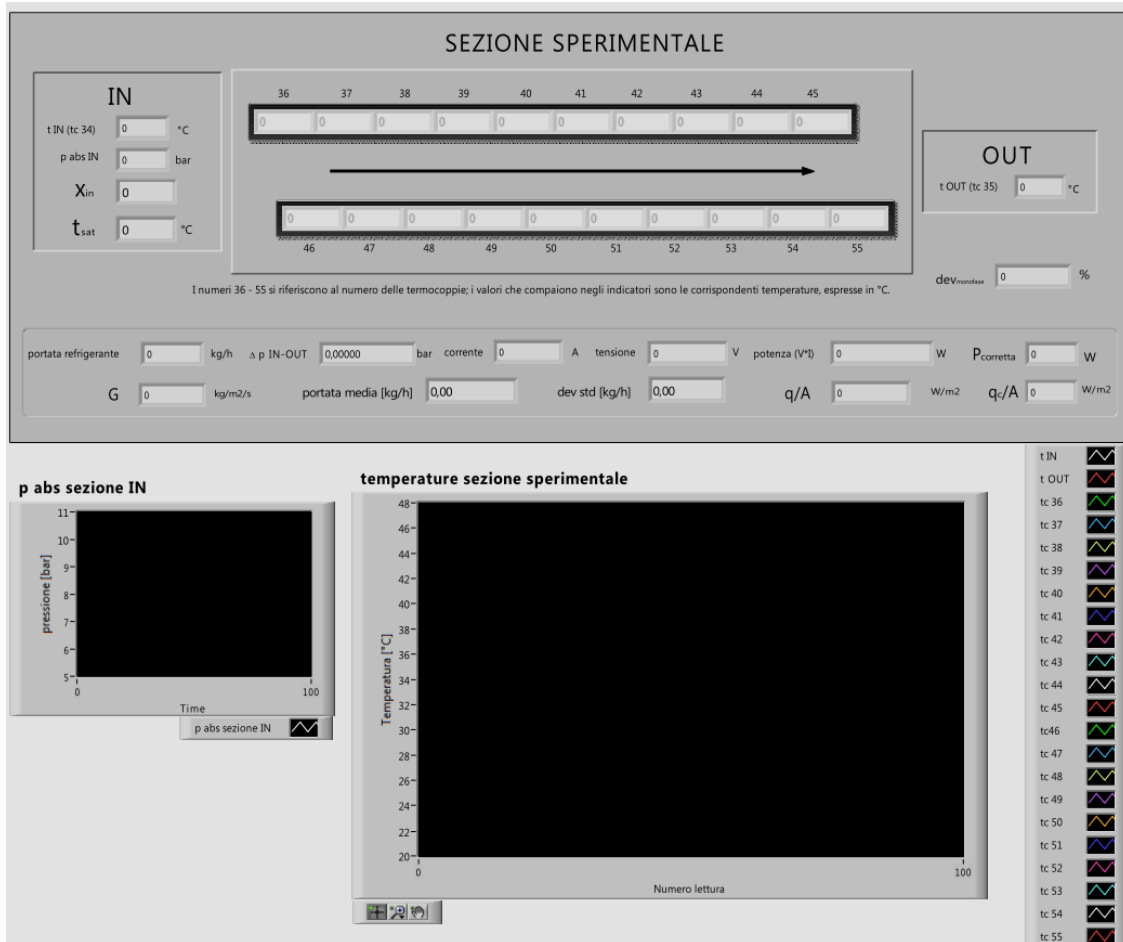 SEZIONE SPERIMENTALE
IN
t IN (tc 34) 0 °C
p abs IN 0 bar
Xin 0
tsat 0 °C
36 37 38 39 40 41 42 43 44 45
0 0 0 0 0 0 0 0 0 0
0 0 0 0 0 0 0 0 0 0
46 47 48 49 50 51 52 53 54 55
OUT
t OUT (tc 35) 0 °C
devmonofase 0 %
I numeri 36 - 55 si riferiscono al numero delle termocoppie; i valori che compaiono negli indicatori sono le corrispondenti temperature, espresse in °C.
portata refrigerante 0 kg/h Δ p IN-OUT 0,00000 bar corrente 0 A tensione 0 V potenza (V*I) 0 W Pcorretta 0 W
G 0 kg/m2/s portata media [kg/h] 0,00 dev std [kg/h] 0,00 q/A 0 W/m2 qc/A 0 W/m2
p abs sezione IN
pressione [bar]
11
10
9
8
7
6
5
0 100
Time
p abs sezione IN
temperature sezione sperimentale
Temperatura [°C]
48
46
44
42
40
38
36
34
32
30
28
26
24
22
20
0 100
Numero lettura
t IN
t OUT
tc 36
tc 37
tc 38
tc 39
tc 40
tc 41
tc 42
tc 43
tc 44
tc 45
tc46
tc 47
tc 48
tc 49
tc 50
tc 51
tc 52
tc 53
tc 54
tc 55